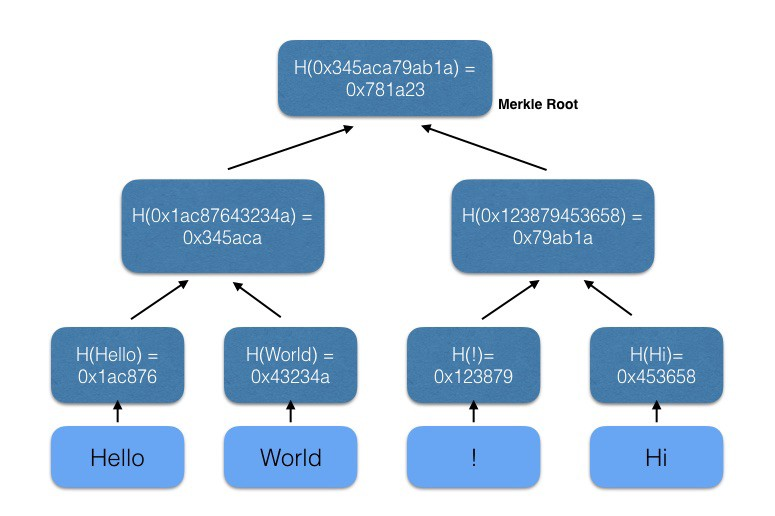 H(0x345aca79ab1a) =
0x781a23
Merkle Root
H(0x1ac87643234a) =
0x345aca
H(0x123879453658) =
0x79ab1a
H(Hello) =
0x1ac876
H(World) =
0x43234a
H(!)=
0x123879
H(Hi)=
0x453658
Hello
World
!
Hi